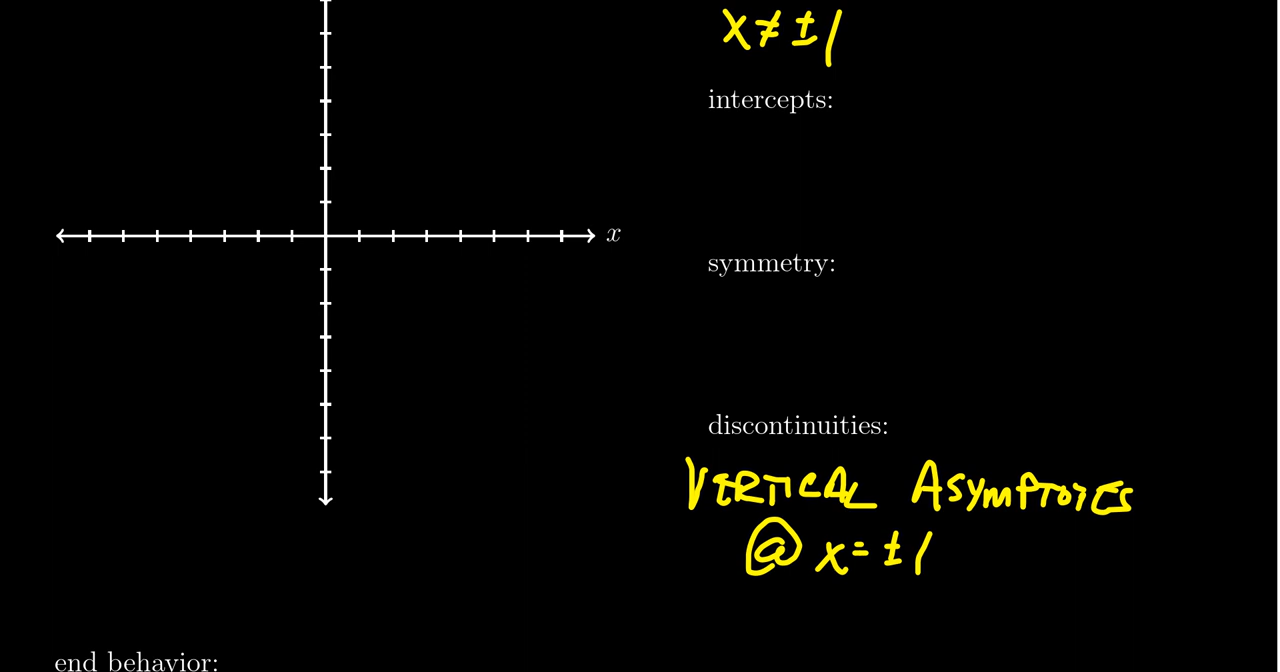 x ≠ ±1
intercepts:
x
symmetry:
discontinuities:
VERTICAL ASYMPTOTES
@ x = ±1
end behavior: